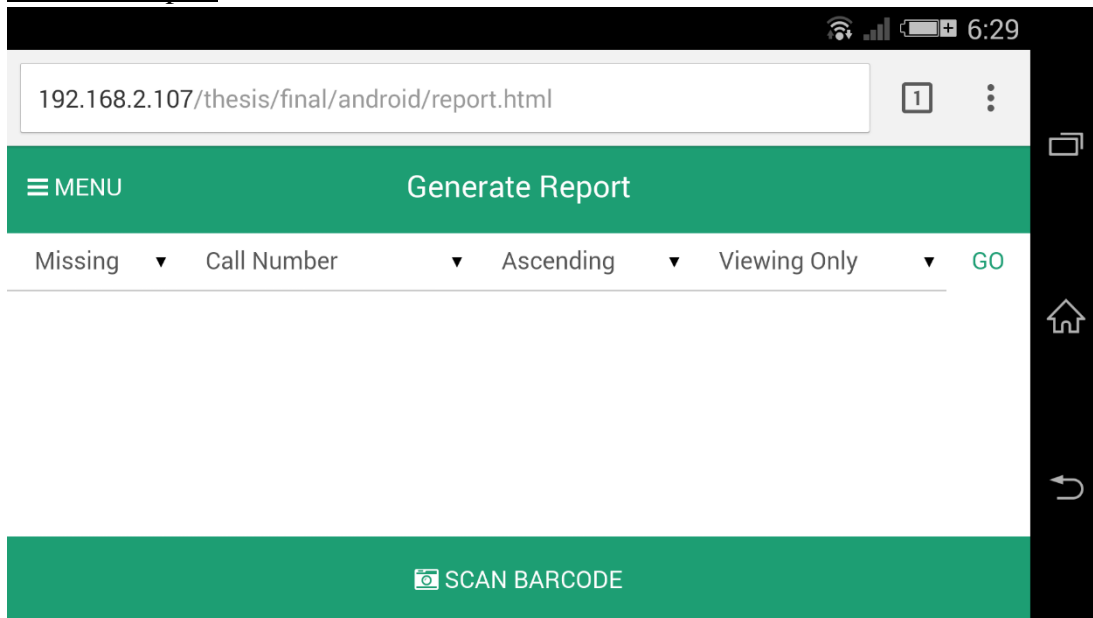 6:29
192.168.2.107/thesis/final/android/report.html 1
MENU Generate Report
Missing Call Number Ascending Viewing Only GO
SCAN BARCODE